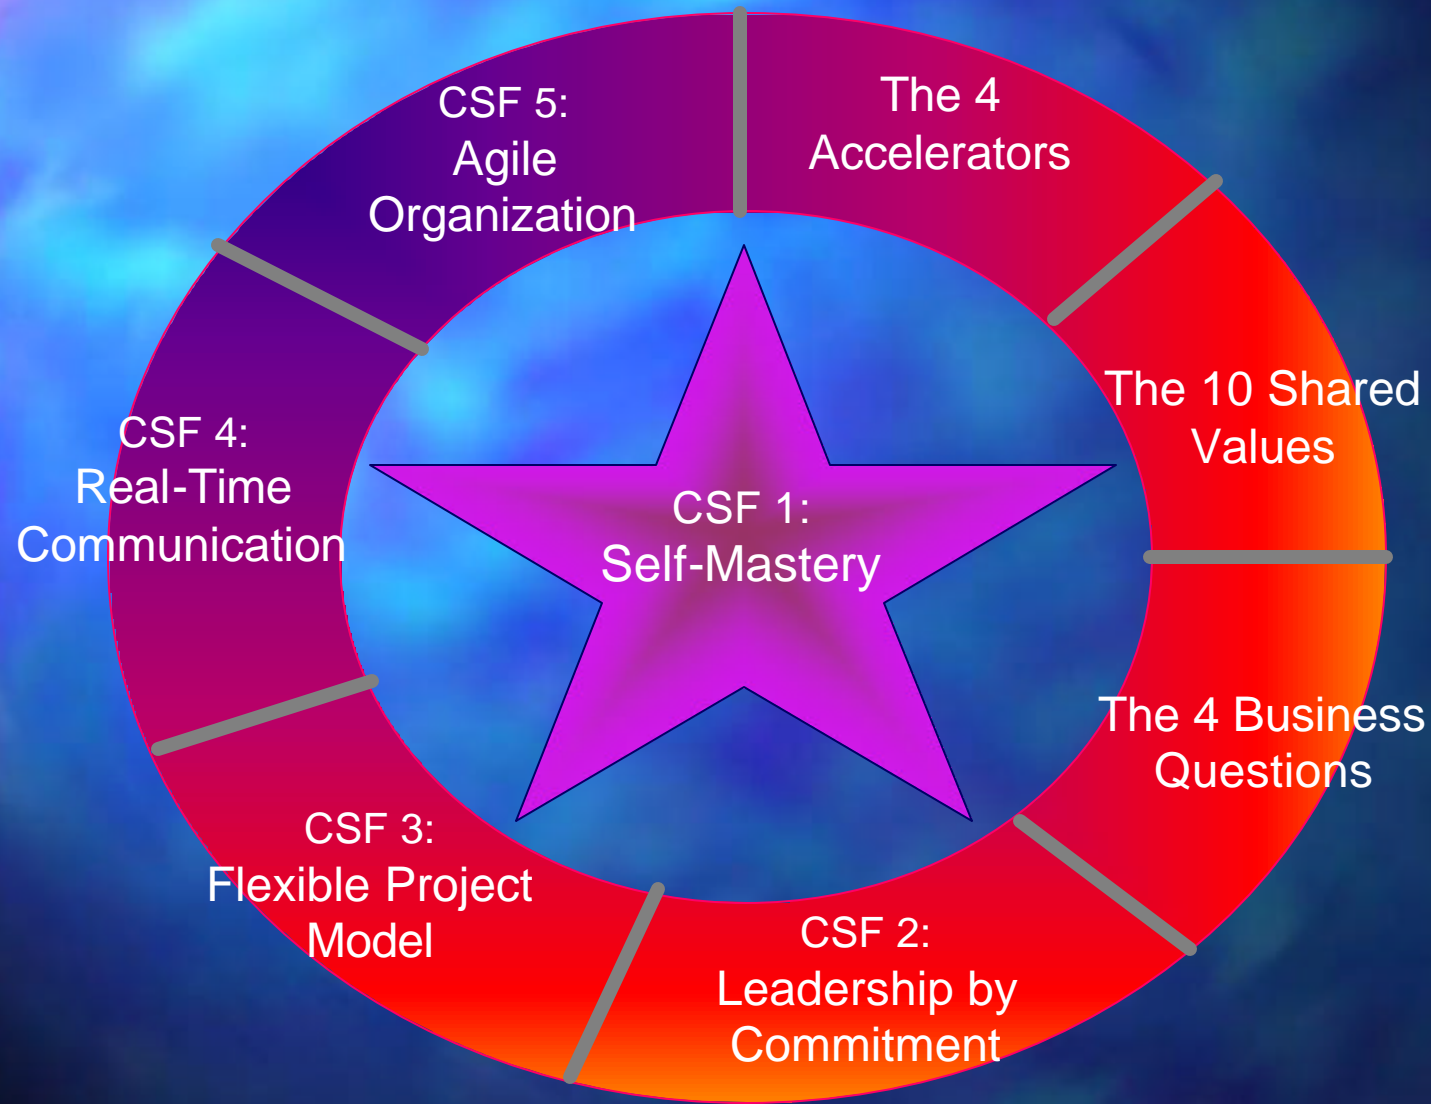 The 4
Accelerators
The 10 Shared
Values
The 4 Business
Questions
CSF 2:
Leadership by
Commitment
CSF 3:
Flexible Project
Model
CSF 4:
Real-Time
Communication
CSF 5:
Agile
Organization
CSF 1:
Self-Mastery